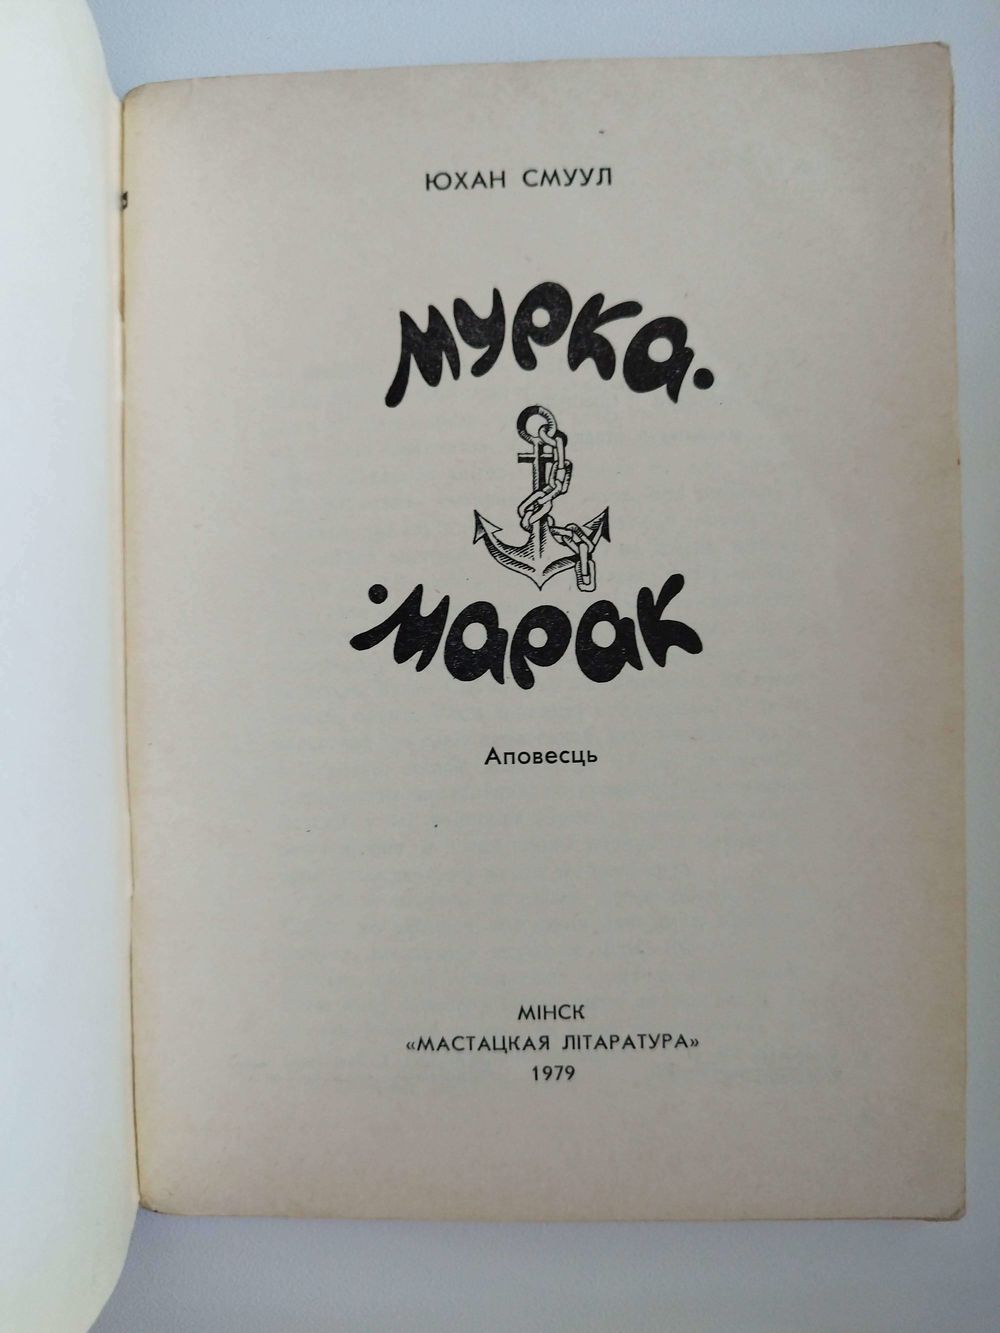 ЮХАН СМУУЛ
Мурка.
.марак
Аповесць
МІНСК
«МАСТАЦКАЯ ЛІТАРАТУРА»
1979